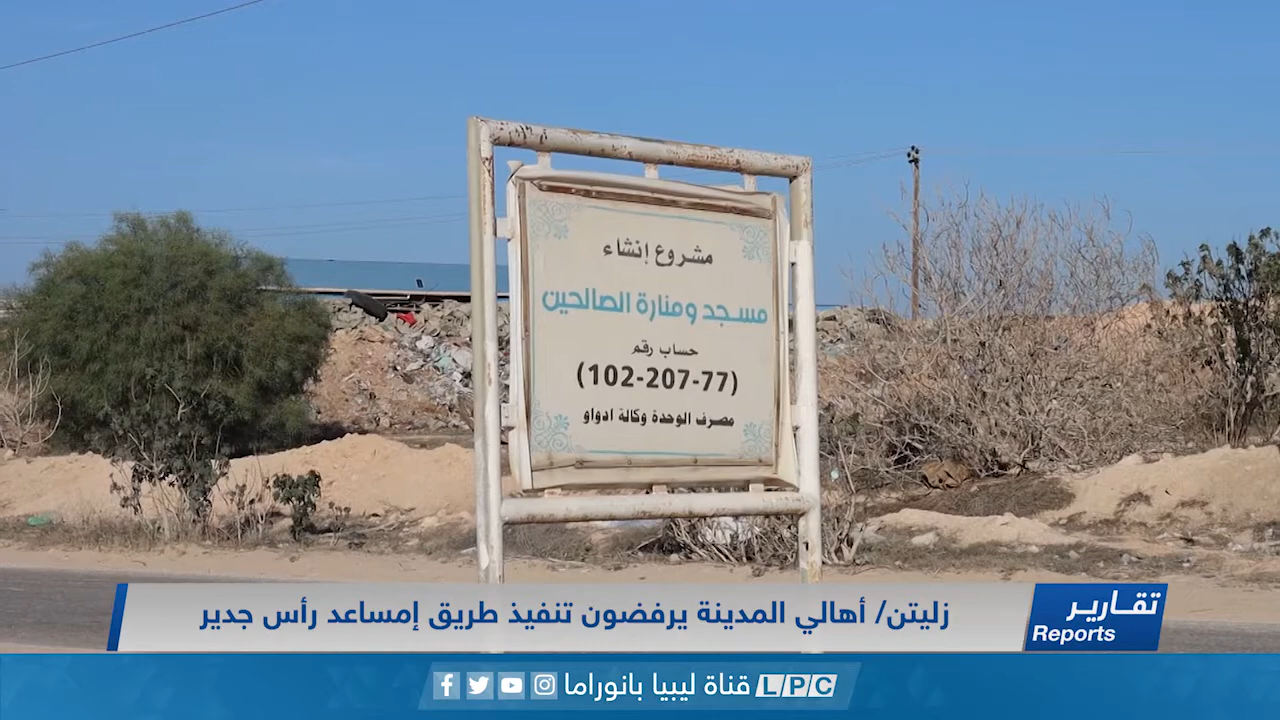 مشروع إنشاء
مسجد ومنارة الصالحين
حساب رقم
(102-207-77)
مصرف الوحدة وكالة ادواو
زليتن/ أهالي المدينة يرفضون تنفيذ طريق إمساعد رأس جدير
تقارير
Reports
قناة ليبيا بانوراما LPC